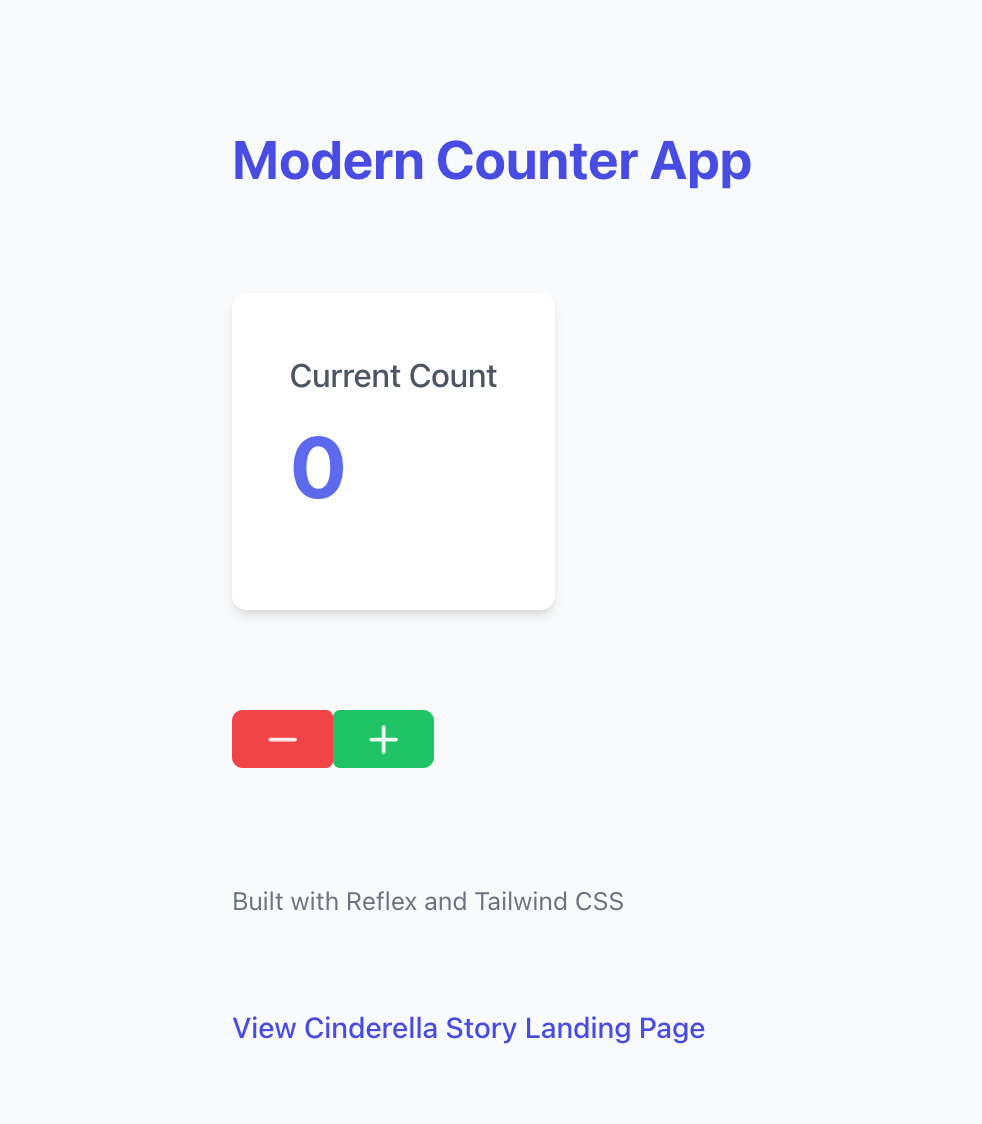 Modern Counter App
Current Count
0
− +
Built with Reflex and Tailwind CSS
View Cinderella Story Landing Page